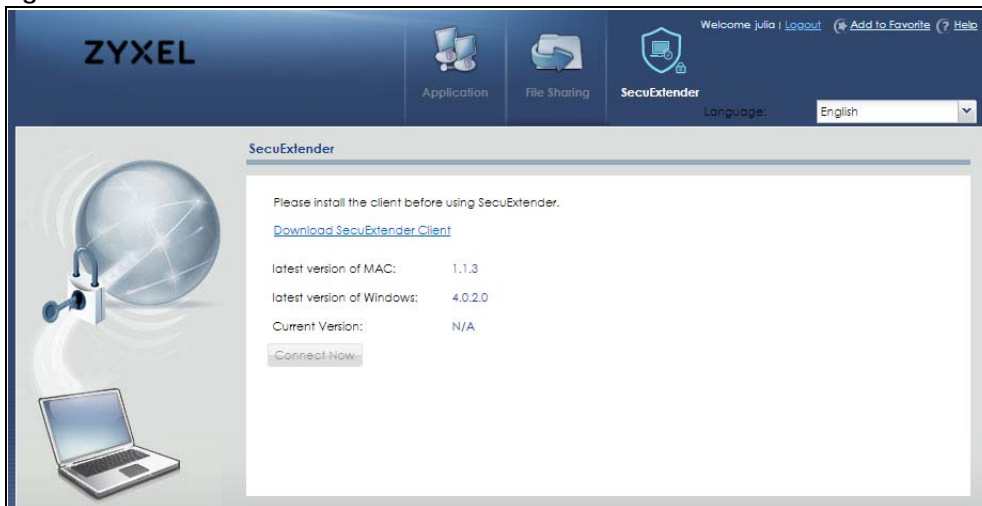 Welcome julia | Logout Add to Favorite ? Help
ZYXEL
Application File Sharing SecuExtender
Language: English
SecuExtender
Please install the client before using SecuExtender.
Download SecuExtender Client
latest version of MAC: 1.1.3
latest version of Windows: 4.0.2.0
Current Version: N/A
Connect Now